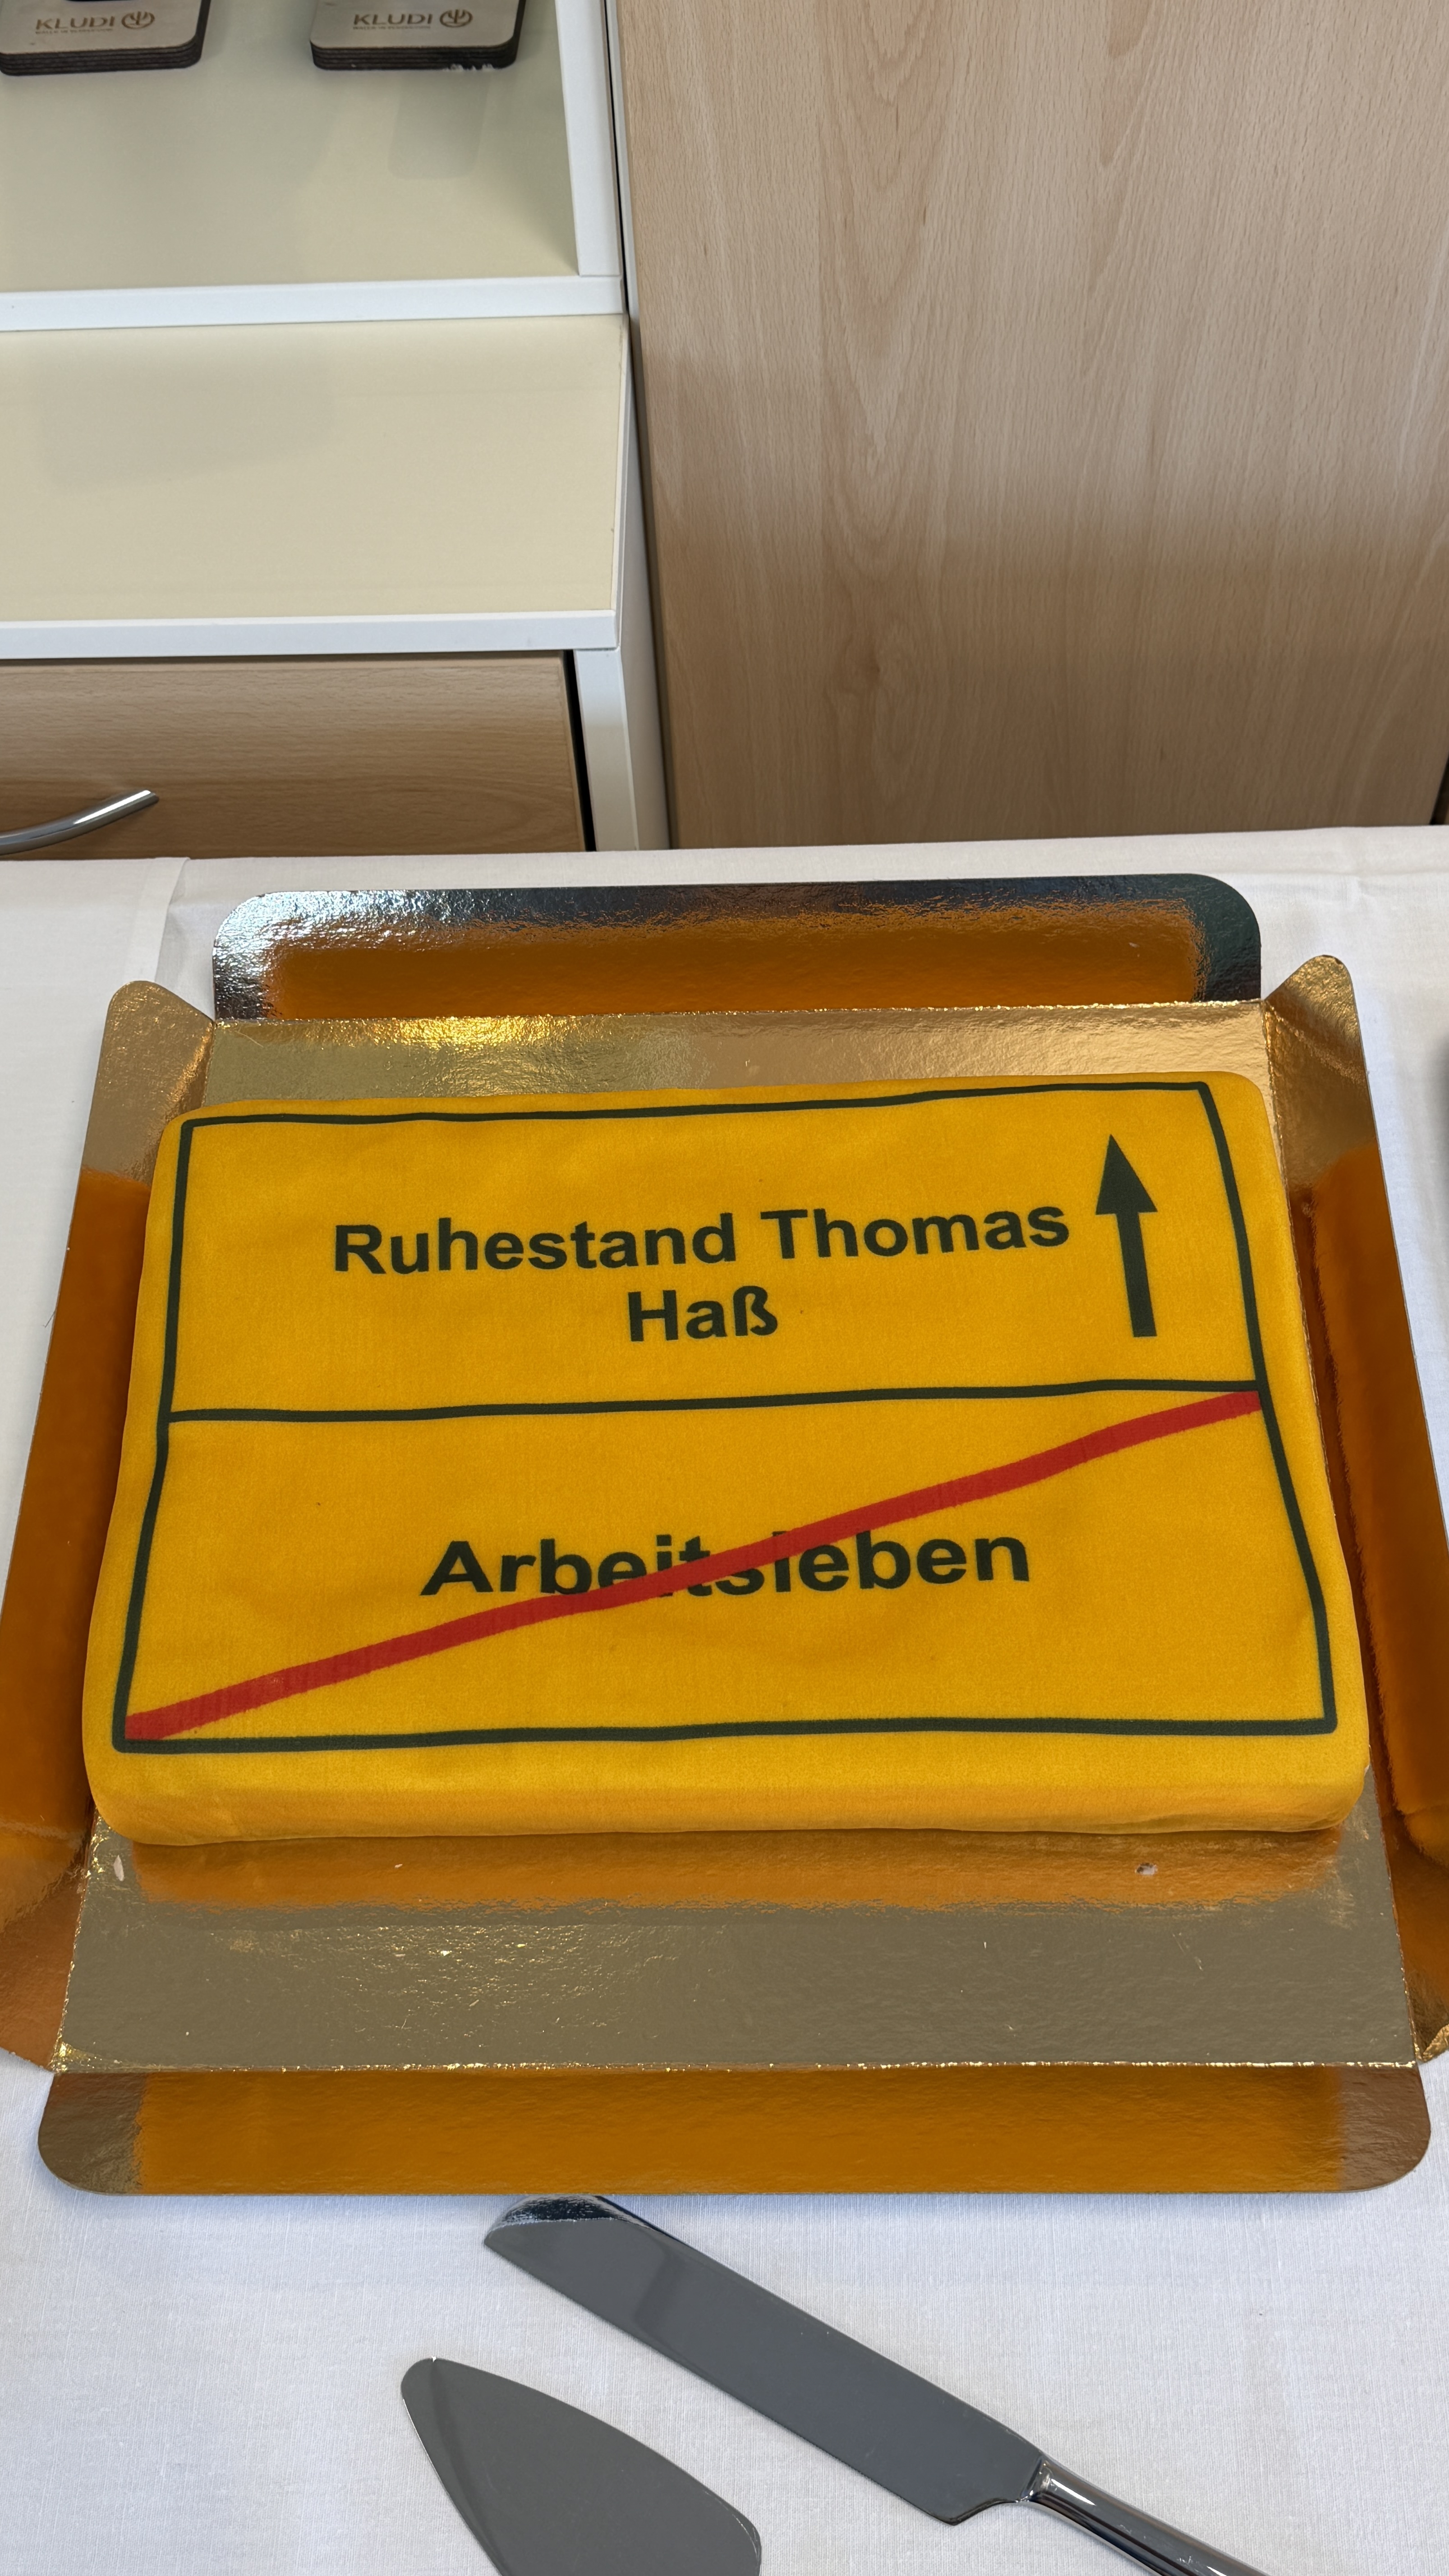 KLUDI
KLUDI
Ruhestand Thomas
Haß
Arbeitsleben